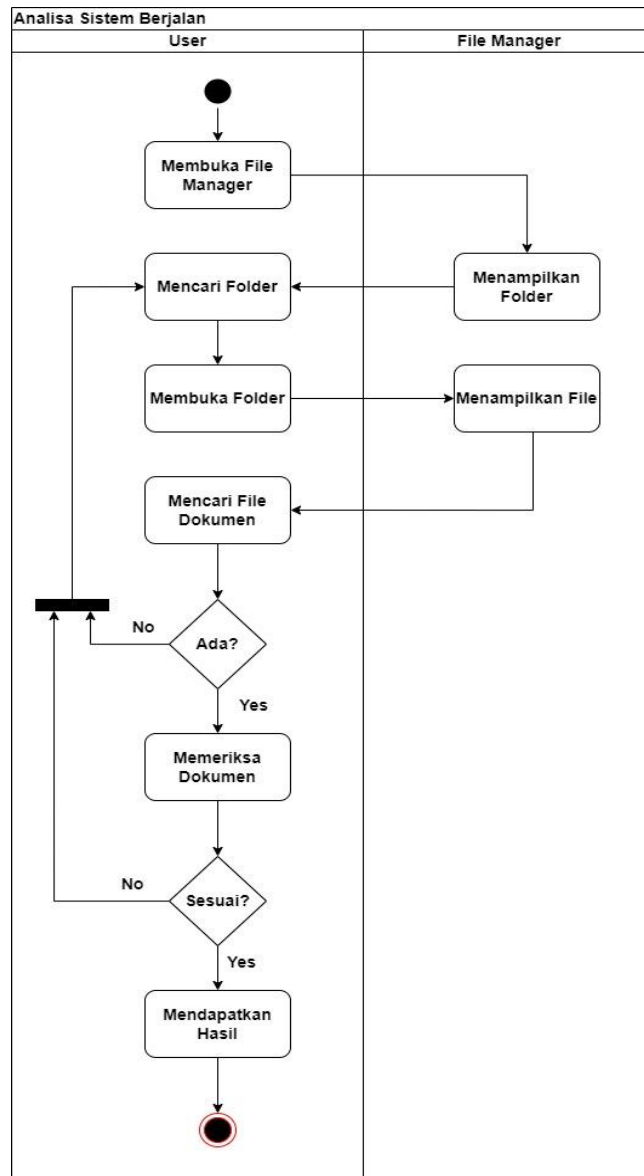 Analisa Sistem Berjalan
User
File Manager
Membuka File
Manager
Mencari Folder
Menampilkan
Folder
Membuka Folder
Menampilkan File
Mencari File
Dokumen
No
Ada?
Yes
Memeriksa
Dokumen
No
Sesuai?
Yes
Mendapatkan
Hasil